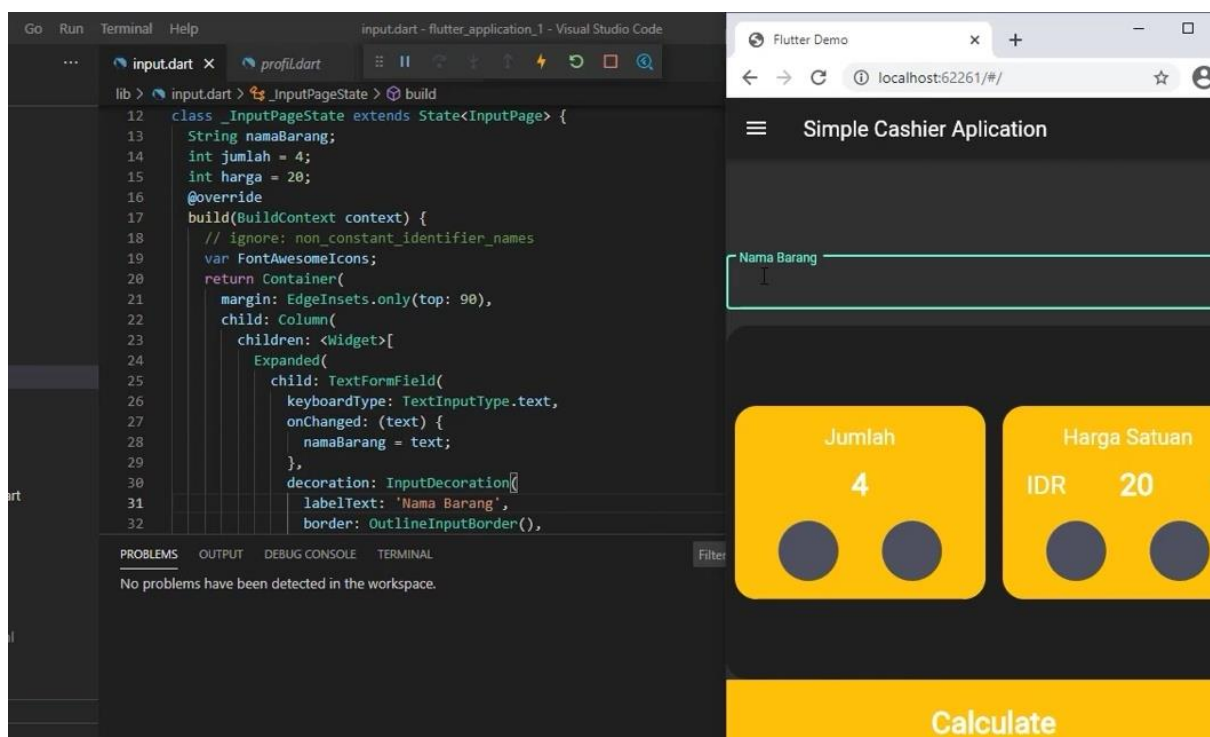 Go Run Terminal Help input.dart - flutter_application_1 - Visual Studio Code
input.dart profil.dart
lib > input.dart > _InputPageState > build
12 class _InputPageState extends State<InputPage> {
13 String namaBarang;
14 int jumlah = 4;
15 int harga = 20;
16 @override
17 build(BuildContext context) {
18 // ignore: non_constant_identifier_names
19 var FontAwesomeIcons;
20 return Container(
21 margin: EdgeInsets.only(top: 90),
22 child: Column(
23 children: <Widget>[
24 Expanded(
25 child: TextFormField(
26 keyboardType: TextInputType.text,
27 onChanged: (text) {
28 namaBarang = text;
29 },
30 decoration: InputDecoration(
31 labelText: 'Nama Barang',
32 border: OutlineInputBorder(),
PROBLEMS OUTPUT DEBUG CONSOLE TERMINAL Filter
No problems have been detected in the workspace.
Flutter Demo
localhost:62261/#/
Simple Cashier Aplication
Nama Barang
Jumlah
4
Harga Satuan
IDR 20
Calculate